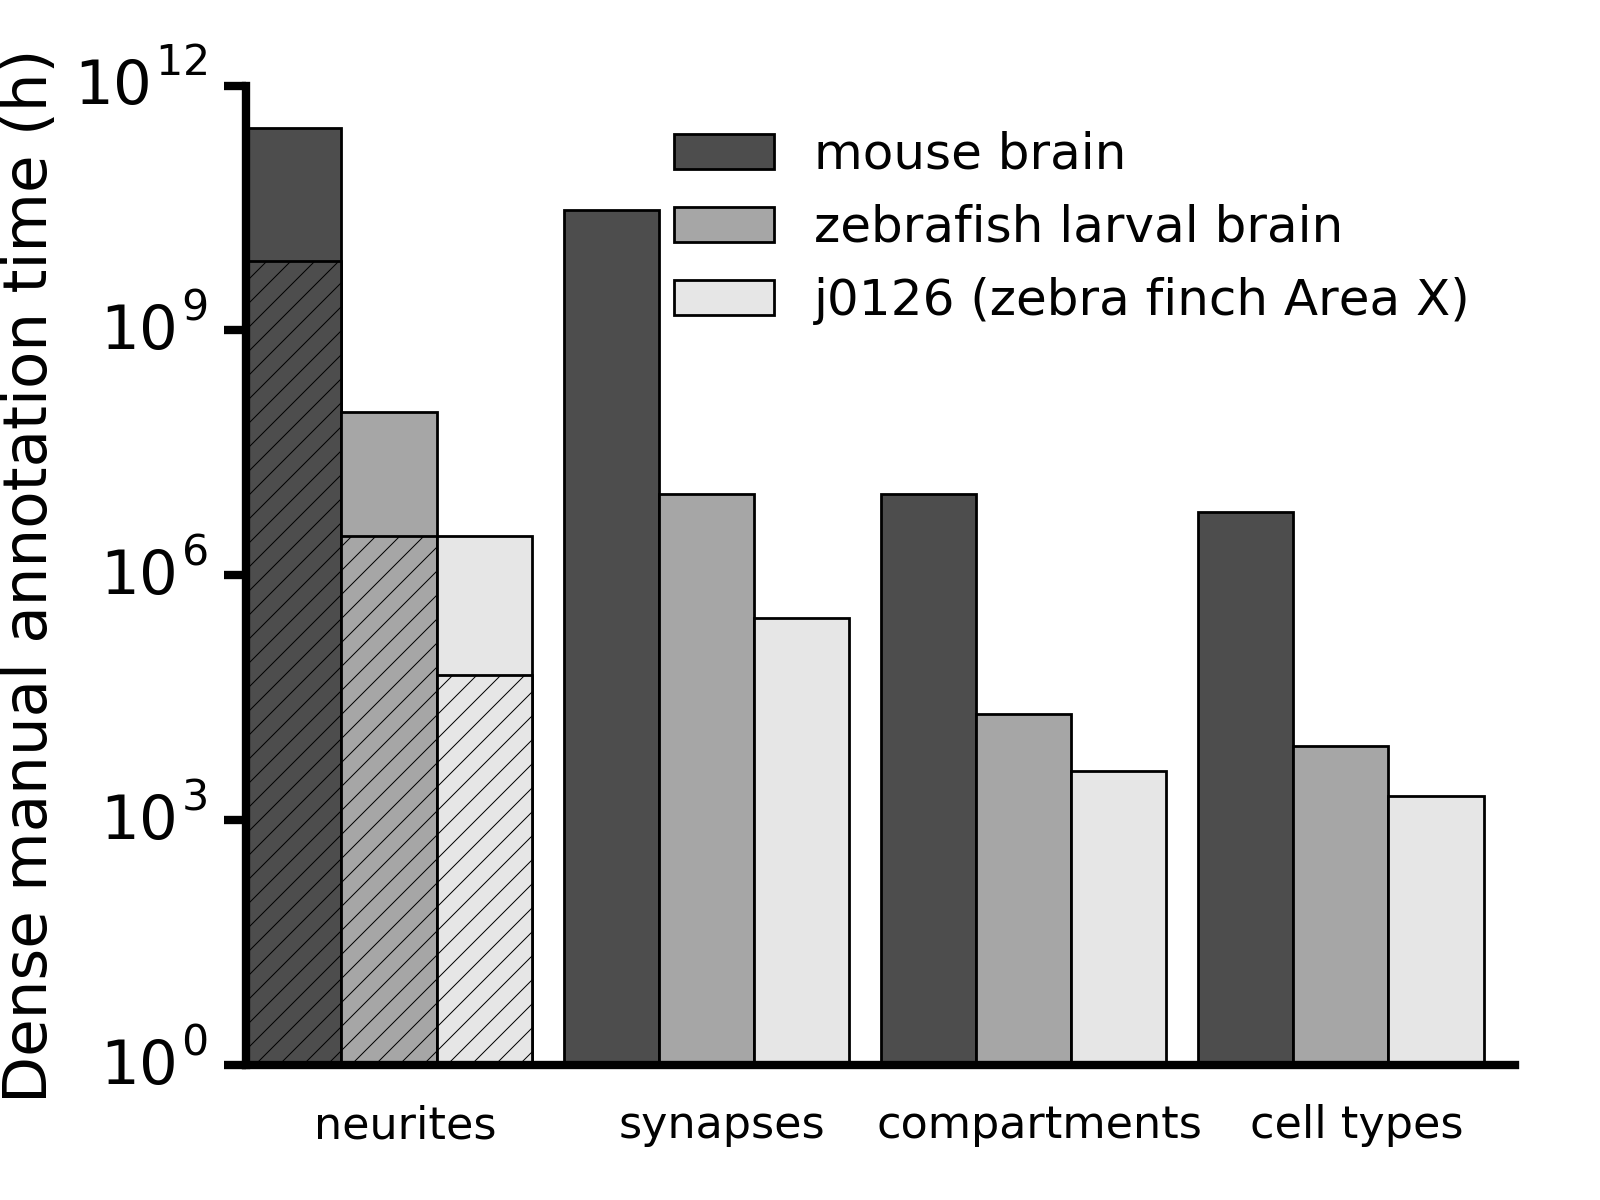 Dense manual annotation time (h)
10^12
10^9
10^6
10^3
10^0
mouse brain
zebrafish larval brain
j0126 (zebra finch Area X)
neurites synapses compartments cell types